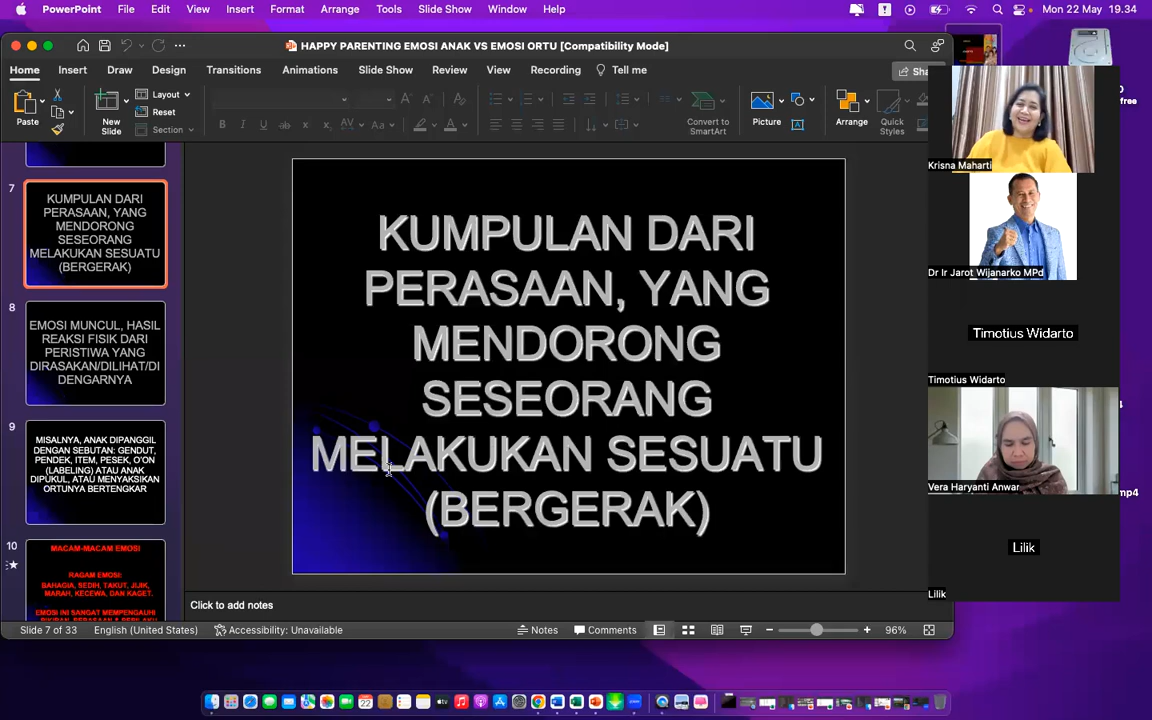 PowerPoint File Edit View Insert Format Arrange Tools Slide Show Window Help
Mon 22 May 19.34
HAPPY PARENTING EMOSI ANAK VS EMOSI ORTU [Compatibility Mode]
Home Insert Draw Design Transitions Animations Slide Show Review View Recording Tell me
Sha
free
Paste
New
Slide
Layout
Reset
Section
Convert to
SmartArt
Picture
Arrange
Quick
Styles
7
KUMPULAN DARI
PERASAAN, YANG
MENDORONG
SESEORANG
MELAKUKAN SESUATU
(BERGERAK)
8
EMOSI MUNCUL, HASIL
REAKSI FISIK DARI
PERISTIWA YANG
DIRASAKAN/DILIHAT/DI
DENGARNYA
9
MISALNYA, ANAK DIPANGGIL
DENGAN SEBUTAN: GENDUT,
PENDEK, ITEM, PESEK, O'ON
(LABELING) ATAU ANAK
DIPUKUL, ATAU MENYAKSIKAN
ORTUNYA BERTENGKAR
10
MACAM-MACAM EMOSI
RAGAM EMOSI:
BAHAGIA, SEDIH, TAKUT, JIJIK,
MARAH, KECEWA, DAN KAGET.
EMOSI INI SANGAT MEMPENGAUHI
KUMPULAN DARI
PERASAAN, YANG
MENDORONG
SESEORANG
MELAKUKAN SESUATU
(BERGERAK)
Krisna Maharti
Dr Ir Jarot Wijanarko MPd
Timotius Widarto
Timotius Widarto
Vera Haryanti Anwar
mp4
Lilik
Lilik
Click to add notes
Slide 7 of 33 English (United States) Accessibility: Unavailable Notes Comments 96%